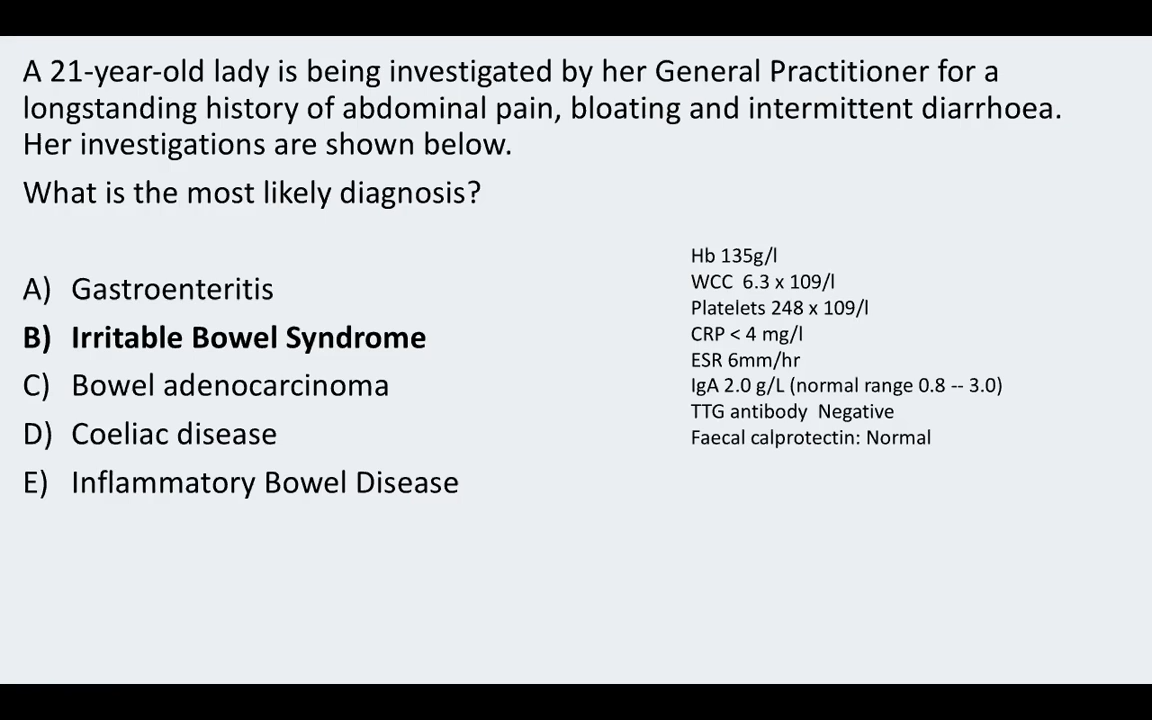 A 21-year-old lady is being investigated by her General Practitioner for a
longstanding history of abdominal pain, bloating and intermittent diarrhoea.
Her investigations are shown below.
What is the most likely diagnosis?
A) Gastroenteritis
B) Irritable Bowel Syndrome
C) Bowel adenocarcinoma
D) Coeliac disease
E) Inflammatory Bowel Disease
Hb 135g/l
WCC 6.3 x 109/l
Platelets 248 x 109/l
CRP < 4 mg/l
ESR 6mm/hr
IgA 2.0 g/L (normal range 0.8 -- 3.0)
TTG antibody Negative
Faecal calprotectin: Normal